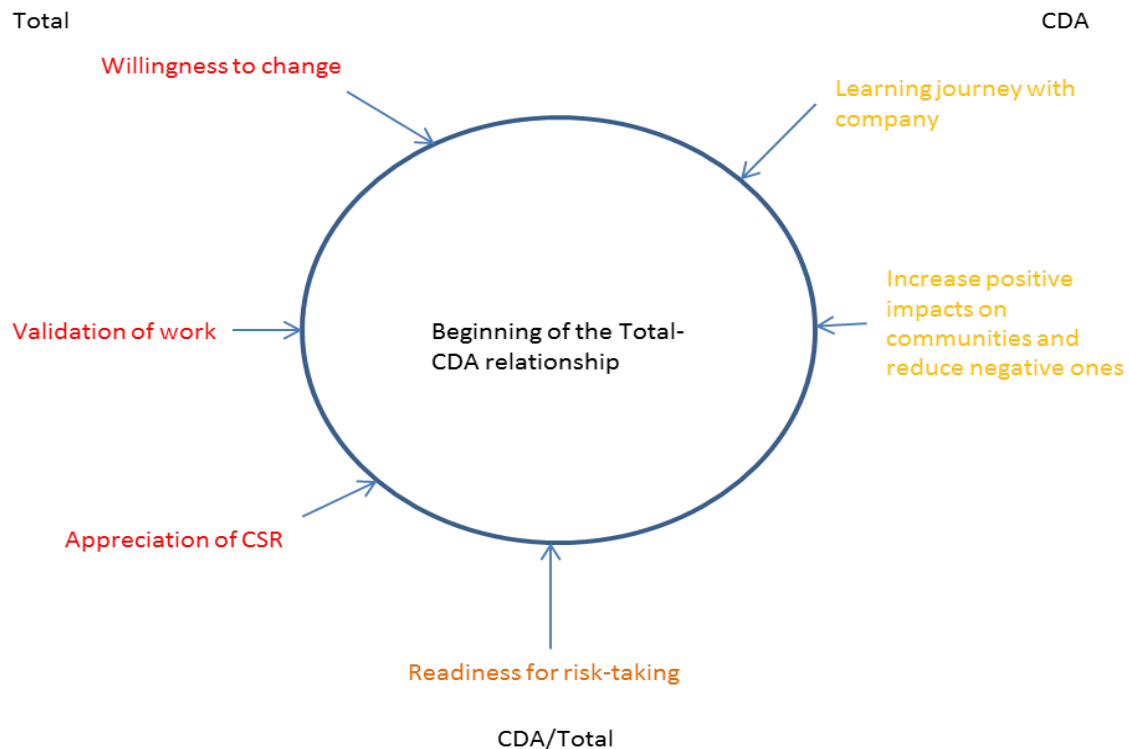 Total
CDA
Willingness to change
Learning journey with
company
Increase positive
impacts on
communities and
reduce negative ones
Validation of work
Beginning of the Total-
CDA relationship
Appreciation of CSR
Readiness for risk-taking
CDA/Total